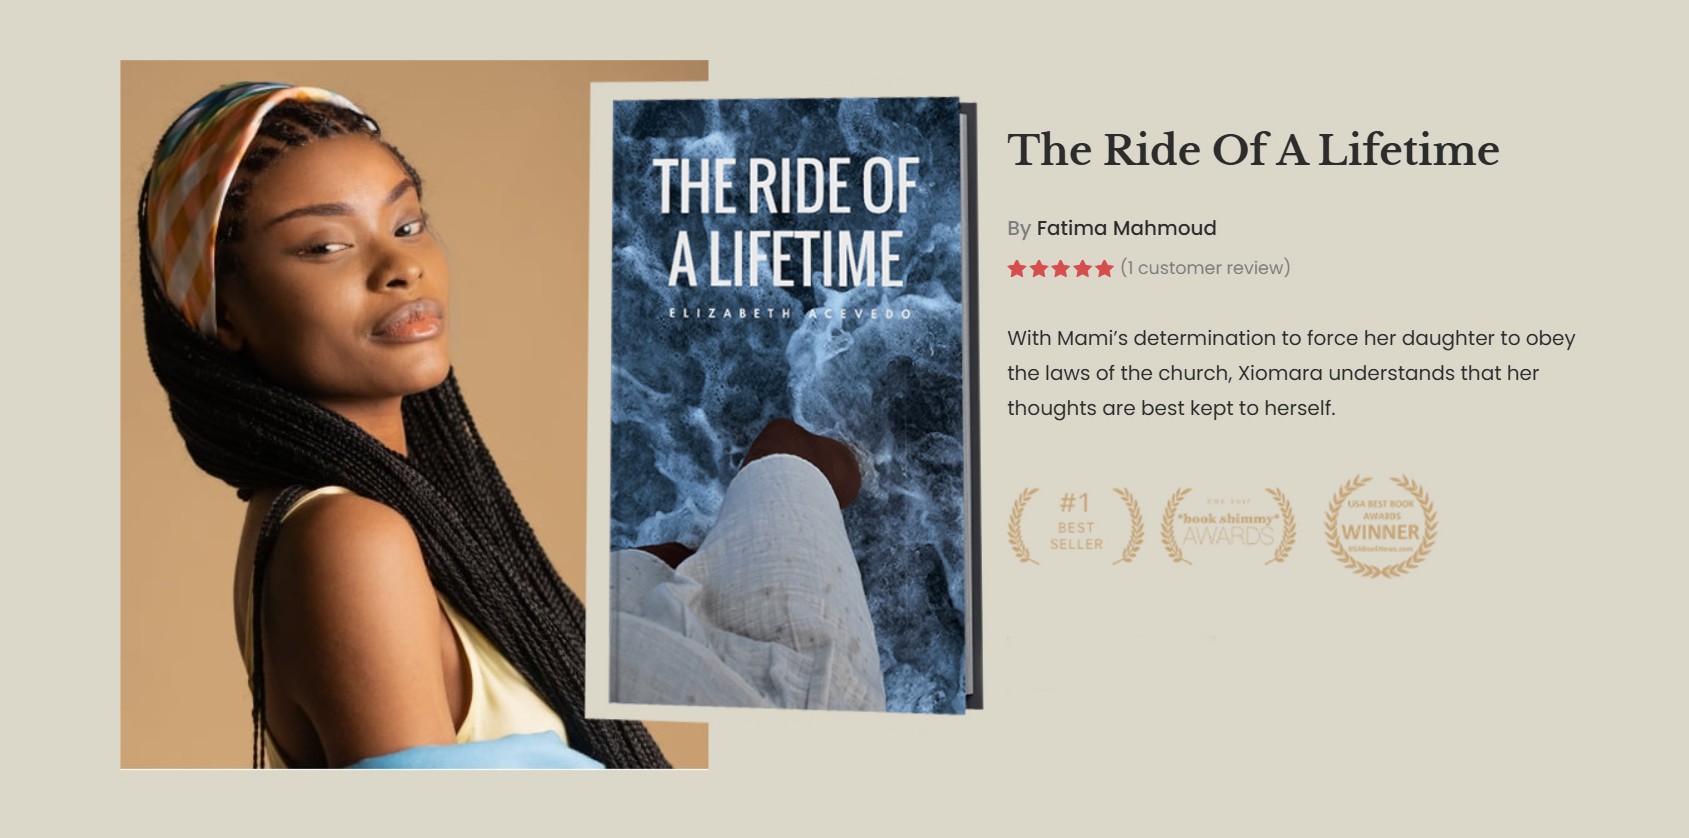 THE RIDE OF
A LIFETIME
ELIZABETH ACEVEDO
The Ride Of A Lifetime
By Fatima Mahmoud
(1 customer review)
With Mami’s determination to force her daughter to obey
the laws of the church, Xiomara understands that her
thoughts are best kept to herself.
#1
BEST
SELLER
*book shimmy*
AWARDS
USA BEST BOOK
AWARDS
WINNER